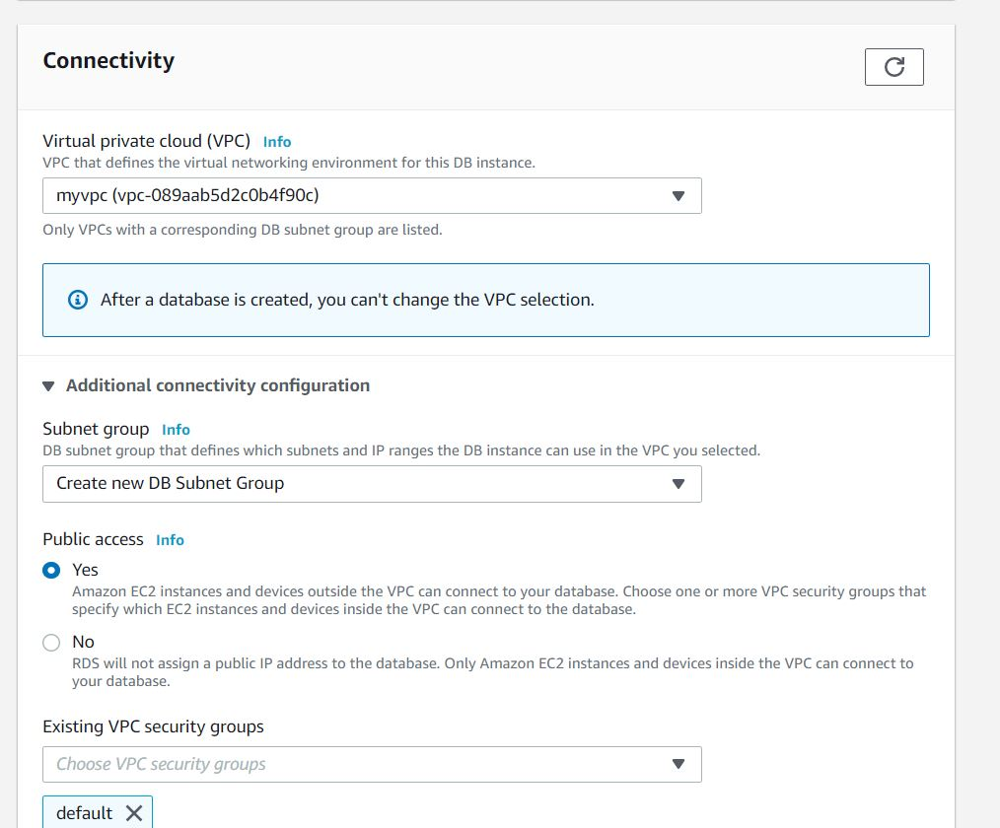 Connectivity
Virtual private cloud (VPC) Info
VPC that defines the virtual networking environment for this DB instance.
myvpc (vpc-089aab5d2c0b4f90c)
Only VPCs with a corresponding DB subnet group are listed.
After a database is created, you can't change the VPC selection.
Additional connectivity configuration
Subnet group Info
DB subnet group that defines which subnets and IP ranges the DB instance can use in the VPC you selected.
Create new DB Subnet Group
Public access Info
Yes
Amazon EC2 instances and devices outside the VPC can connect to your database. Choose one or more VPC security groups that
specify which EC2 instances and devices inside the VPC can connect to the database.
No
RDS will not assign a public IP address to the database. Only Amazon EC2 instances and devices inside the VPC can connect to
your database.
Existing VPC security groups
Choose VPC security groups
default